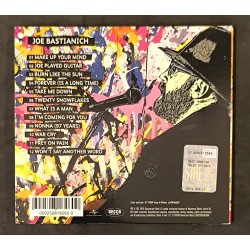 JOE BASTIANICH
01 MAKE UP YOUR MIND
02 JOE PLAYED GUITAR
03 BURN LIKE THE SUN
04 FOREVER (IS A LONG TIME)
05 TAKE ME DOWN
06 TWENTY SNOWFLAKES
07 WHAT IS A MAN
08 I'M COMING FOR YOU
09 NONNA (97 YEARS)
10 WAR CRY
11 PREY ON PAIN
12 WON'T SAY ANOTHER WORD
DECCA